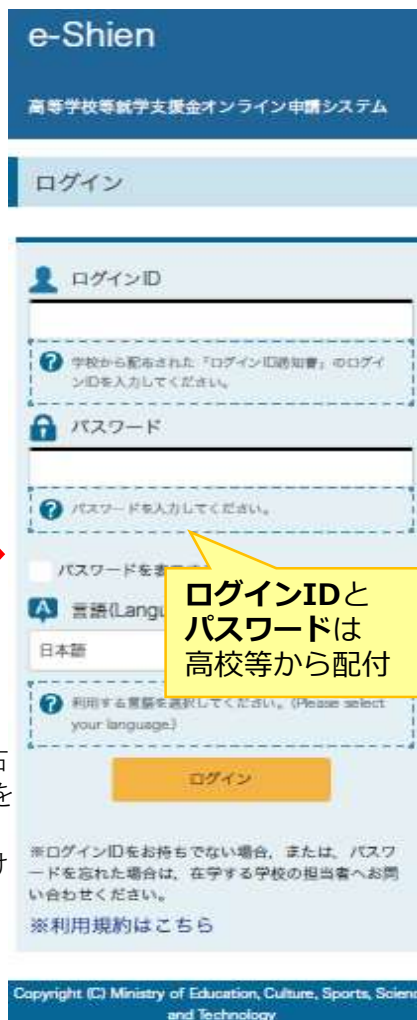 e-Shien
高等学校等就学支援金オンライン申請システム
ログイン
ログインID
学校から配布された「ログインID通知書」のログイ
ンIDを入力してください。
パスワード
パスワードを入力してください。
パスワードを表
ログインIDと
パスワードは
高校等から配付
言語(Langu
日本語
利用する言語を選択してください。(Please select
your language.)
を
ログイン
け
※ログインIDをお持ちでない場合、または、パスワ
ードを忘れた場合は、在学する学校の担当者へお問
い合わせください。
※利用規約はこちら
Copyright (C) Ministry of Education, Culture, Sports, Scien
and Technology